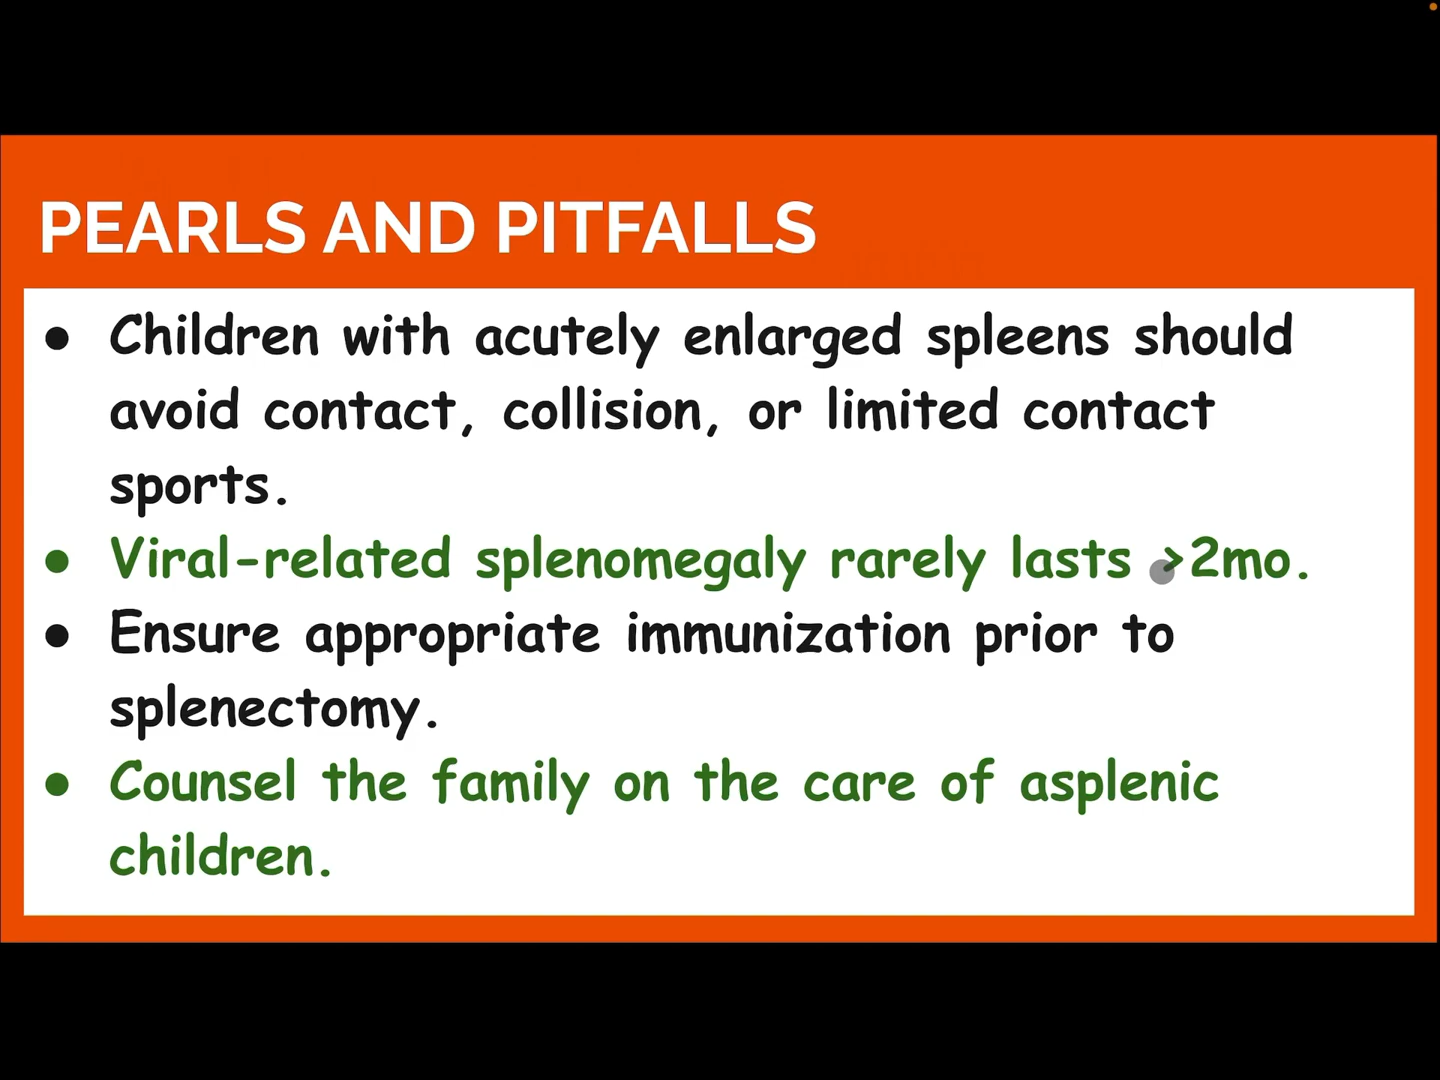 PEARLS AND PITFALLS
● Children with acutely enlarged spleens should
avoid contact, collision, or limited contact
sports.
● Viral-related splenomegaly rarely lasts >2mo.
● Ensure appropriate immunization prior to
splenectomy.
● Counsel the family on the care of asplenic
children.